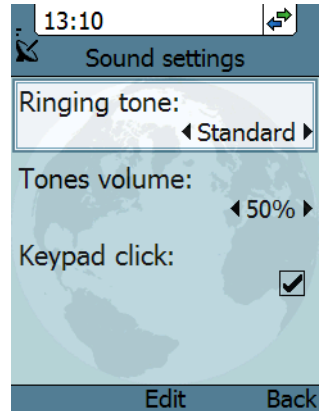 13:10
Sound settings
Ringing tone:
Standard
Tones volume:
50%
Keypad click:
Edit Back